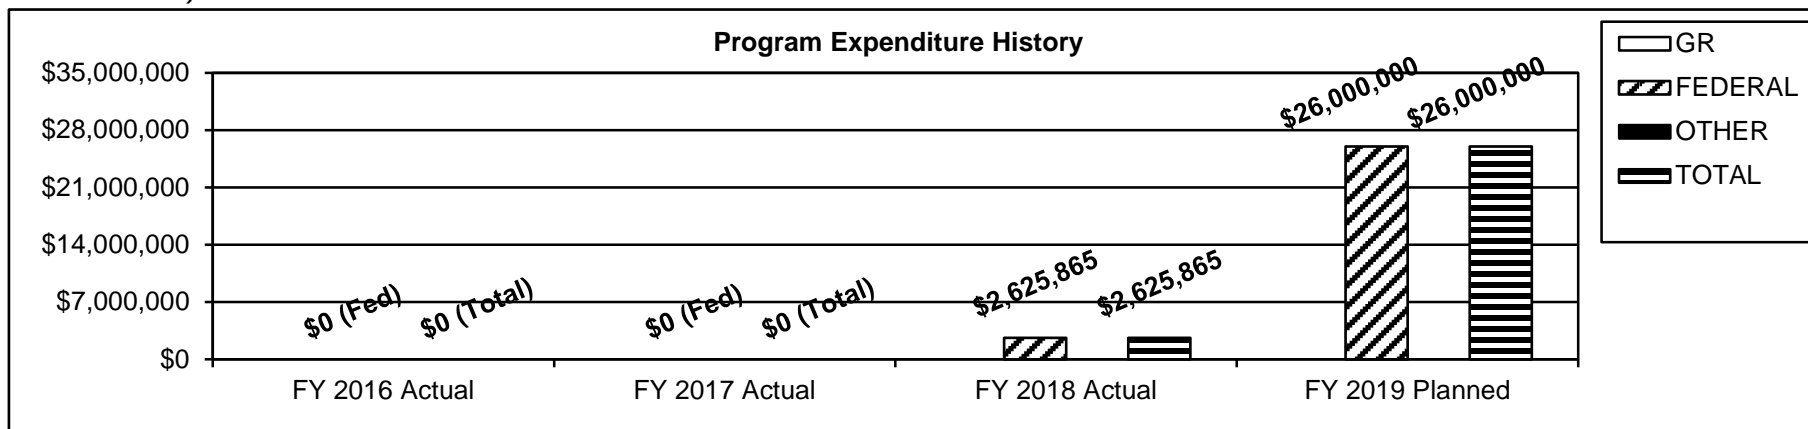 Program Expenditure History
GR
FEDERAL
OTHER
TOTAL
$35,000,000
$28,000,000
$21,000,000
$14,000,000
$7,000,000
$0
$0 (Fed)
$0 (Total)
$0 (Fed)
$0 (Total)
$2,625,865
$2,625,865
$26,000,000
$26,000,000
FY 2016 Actual
FY 2017 Actual
FY 2018 Actual
FY 2019 Planned